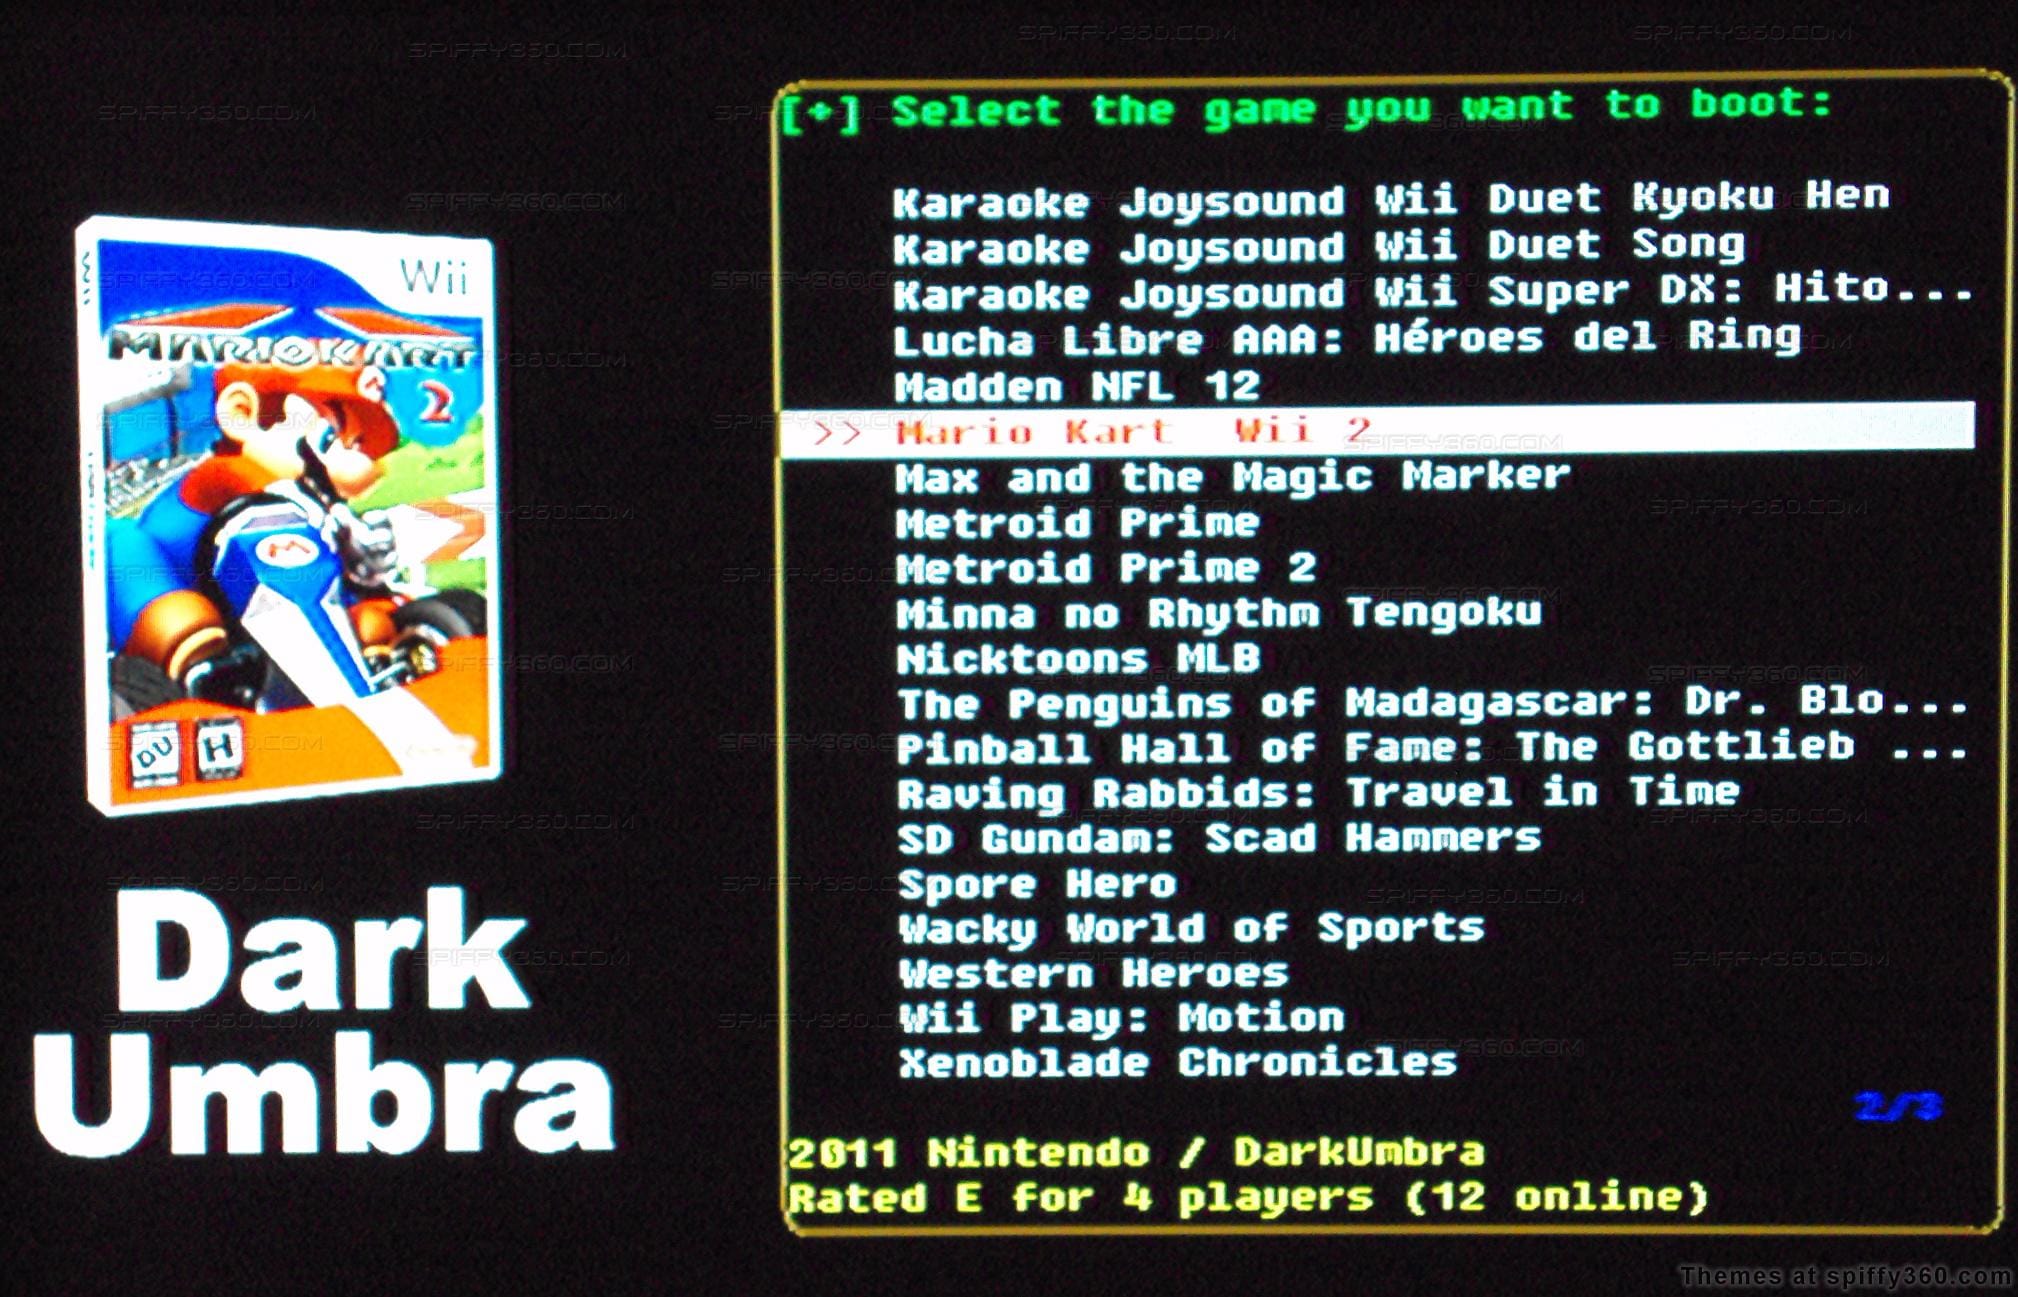 [+] Select the game you want to boot:
Karaoke Joysound Wii Duet Kyoku Hen
Karaoke Joysound Wii Duet Song
Karaoke Joysound Wii Super DX: Hito...
Lucha Libre AAA: Héroes del Ring
Madden NFL 12
>> Mario Kart  Wii 2
Max and the Magic Marker
Metroid Prime
Metroid Prime 2
Minna no Rhythm Tengoku
Nicktoons MLB
The Penguins of Madagascar: Dr. Blo...
Pinball Hall of Fame: The Gottlieb ...
Raving Rabbids: Travel in Time
SD Gundam: Scad Hammers
Spore Hero
Wacky World of Sports
Western Heroes
Wii Play: Motion
Xenoblade Chronicles
2/3
2011 Nintendo / DarkUmbra
Rated E for 4 players (12 online)
Wii
Wii
MARIOKART
2
M
M
DU
H
Dark
Umbra
SPIFFY360.COM
Themes at spiffy360.com